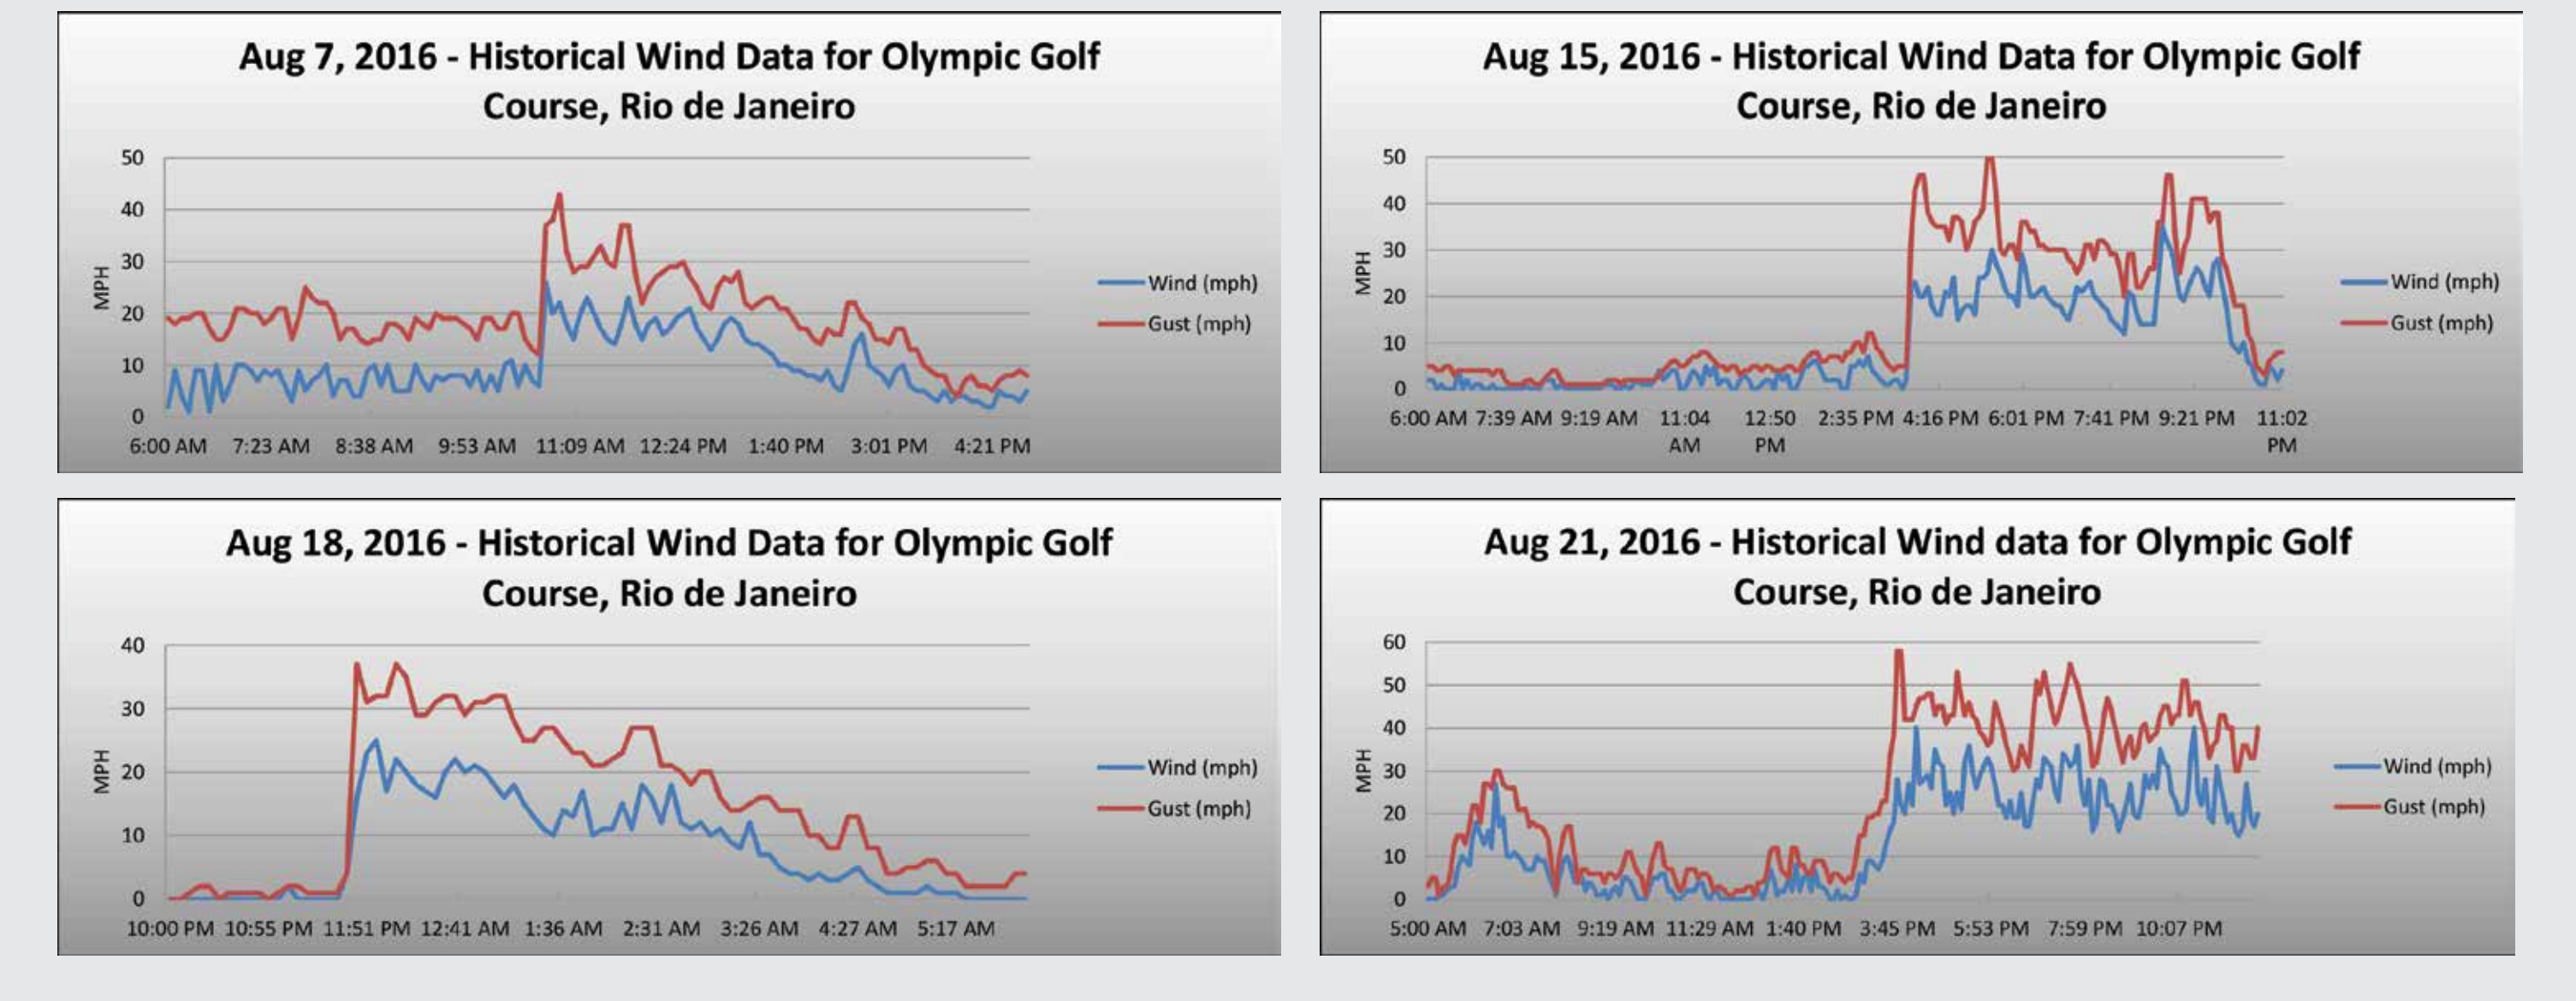 Aug 7, 2016 - Historical Wind Data for Olympic Golf
Course, Rio de Janeiro
50
40
30
20
10
0
MPH
6:00 AM 7:23 AM 8:38 AM 9:53 AM 11:09 AM 12:24 PM 1:40 PM 3:01 PM 4:21 PM
Wind (mph)
Gust (mph)
Aug 15, 2016 - Historical Wind Data for Olympic Golf
Course, Rio de Janeiro
50
40
30
20
10
0
MPH
6:00 AM 7:39 AM 9:19 AM 11:04 12:50 2:35 PM 4:16 PM 6:01 PM 7:41 PM 9:21 PM 11:02
AM PM PM
Wind (mph)
Gust (mph)
Aug 18, 2016 - Historical Wind Data for Olympic Golf
Course, Rio de Janeiro
40
30
20
10
0
MPH
10:00 PM 10:55 PM 11:51 PM 12:41 AM 1:36 AM 2:31 AM 3:26 AM 4:27 AM 5:17 AM
Wind (mph)
Gust (mph)
Aug 21, 2016 - Historical Wind data for Olympic Golf
Course, Rio de Janeiro
60
50
40
30
20
10
0
MPH
5:00 AM 7:03 AM 9:19 AM 11:29 AM 1:40 PM 3:45 PM 5:53 PM 7:59 PM 10:07 PM
Wind (mph)
Gust (mph)